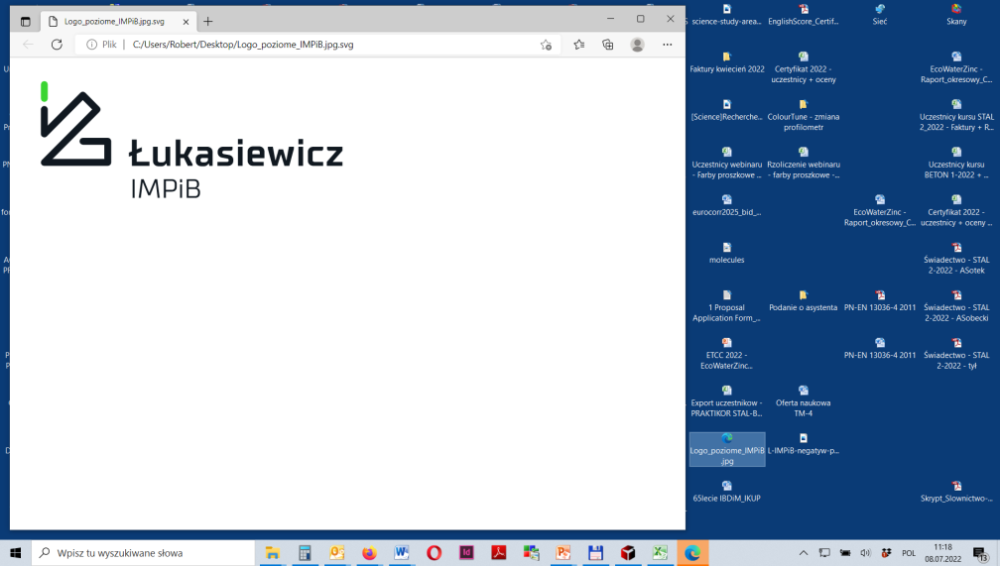 Logo_poziome_IMPiB.jpg.svg
Plik
C:/Users/Robert/Desktop/Logo_poziome_IMPiB.jpg.svg
Łukasiewicz
IMPiB
science-study-area...
EnglishScore_Certif...
Sieć
Skany
Faktury kwiecień 2022
Certyfikat 2022 -
uczestnicy + oceny
EcoWaterZinc -
Raport_okresowy_C...
[Science]Recherche...
ColourTune - zmiana
profilometr
Uczestnicy kursu STAL
2_2022 - Faktury + R...
Uczestnicy webinaru
- Farby proszkowe ...
Rzoliczenie webinaru
- farby proszkowe -...
Uczestnicy kursu
BETON 1-2022 + ...
eurocorr2025_bid_...
EcoWaterZinc -
Raport_okresowy_C...
Certyfikat 2022 -
uczestnicy + oceny ...
molecules
Świadectwo - STAL
2-2022 - ASotek
1 Proposal
Application Form_...
Podanie o asystenta
PN-EN 13036-4 2011
Świadectwo - STAL
2-2022 - ASobecki
ETCC 2022 -
EcoWaterZinc...
PN-EN 13036-4 2011
Świadectwo - STAL
2-2022 - tył
Export uczestnikow -
PRAKTIKOR STAL-B...
Oferta naukowa
TM-4
Logo_poziome_IMPiB
.jpg
L-IMPiB-negatyw-p...
65lecie IBDiM_IKUP
Skrypt_Slownictwo-...
Wpisz tu wyszukiwane słowa
POL
11:18
08.07.2022
13